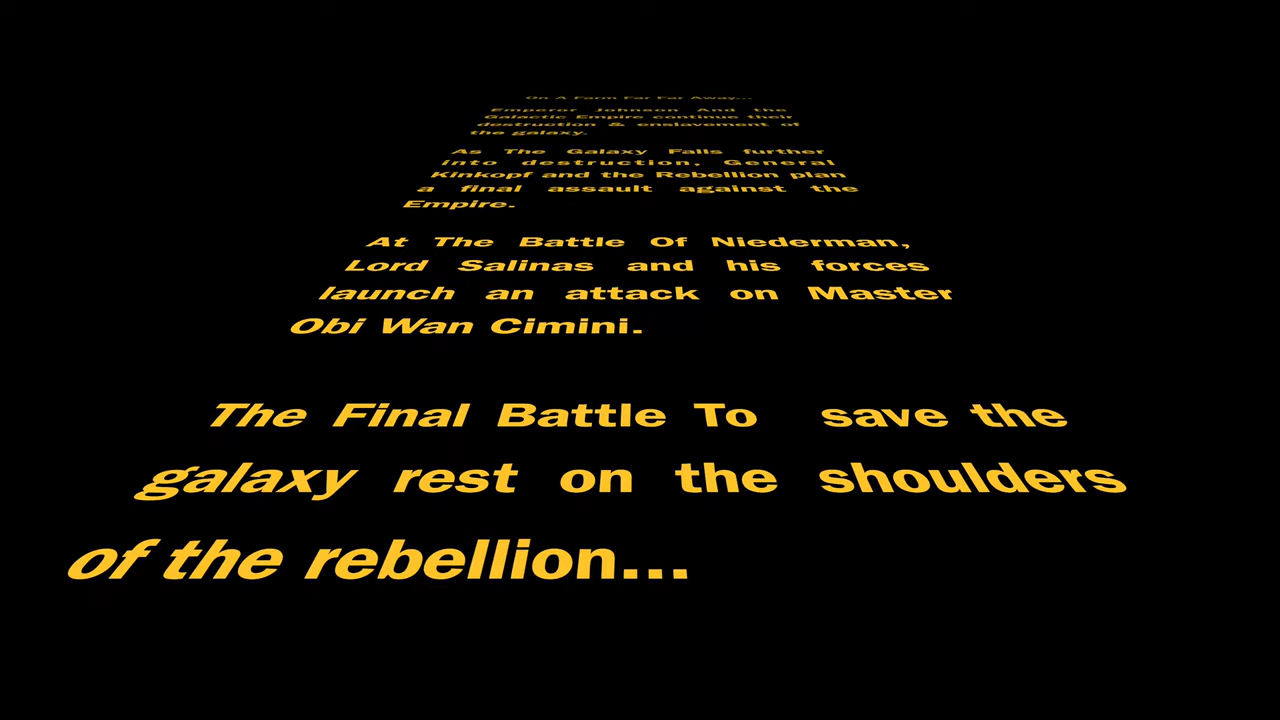 On A Farm Far Far Away...
Emperor Johnson And the
Galactic Empire continue their
destruction & enslavement of
the galaxy.
As The Galaxy Falls further
into destruction, General
Kinkopf and the Rebellion plan
a final assault against the
Empire.
At The Battle Of Niederman,
Lord Salinas and his forces
launch an attack on Master
Obi Wan Cimini.
The Final Battle To save the
galaxy rest on the shoulders
of the rebellion...